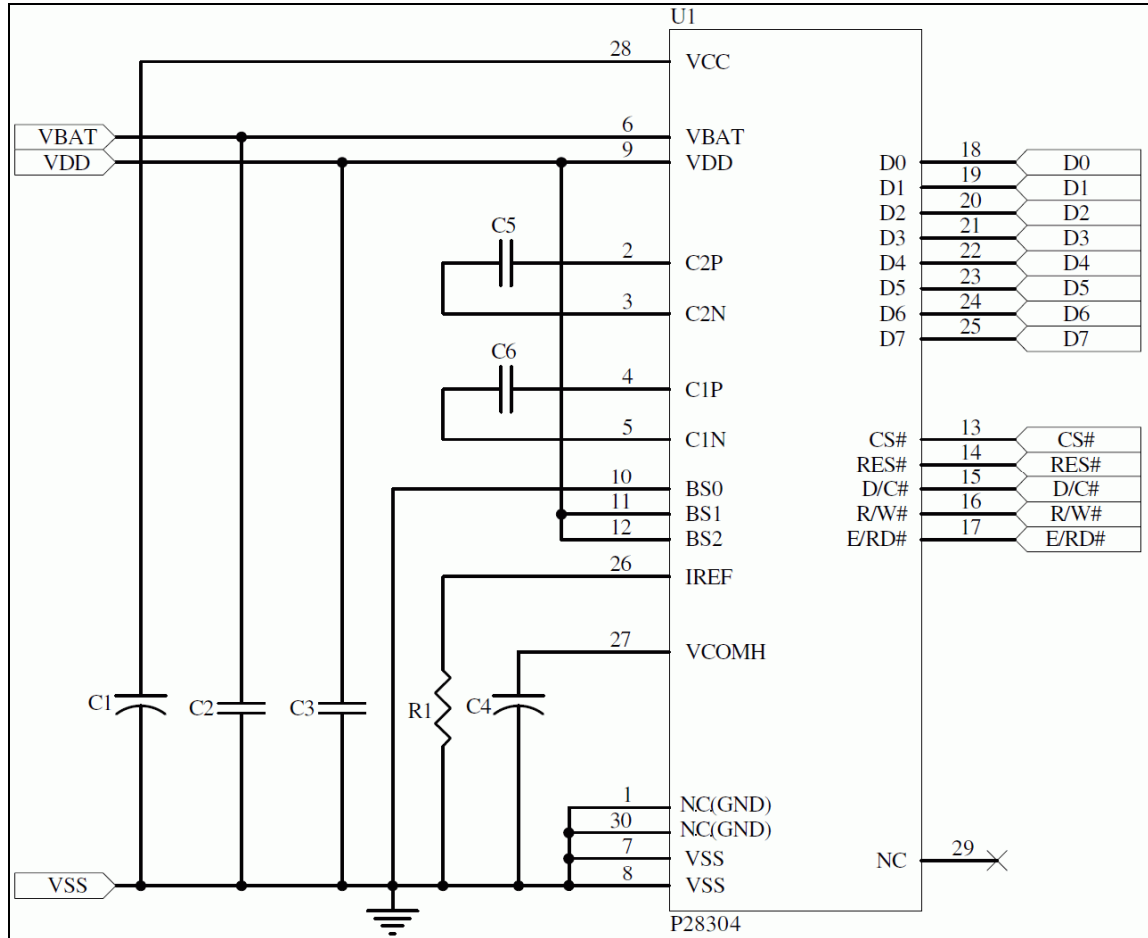 U1
28 VCC
VBAT 6 VBAT
VDD 9 VDD
D0 18 D0
D1 19 D1
D2 20 D2
D3 21 D3
D4 22 D4
D5 23 D5
D6 24 D6
D7 25 D7
C5
2 C2P
3 C2N
C6
4 C1P
5 C1N
CS# 13 CS#
RES# 14 RES#
D/C# 15 D/C#
R/W# 16 R/W#
E/RD# 17 E/RD#
10 BS0
11 BS1
12 BS2
26 IREF
27 VCOMH
C1 C2 C3 R1 C4
1 N.C.(GND)
30 N.C.(GND)
7 VSS
VSS 8 VSS
NC 29
P28304